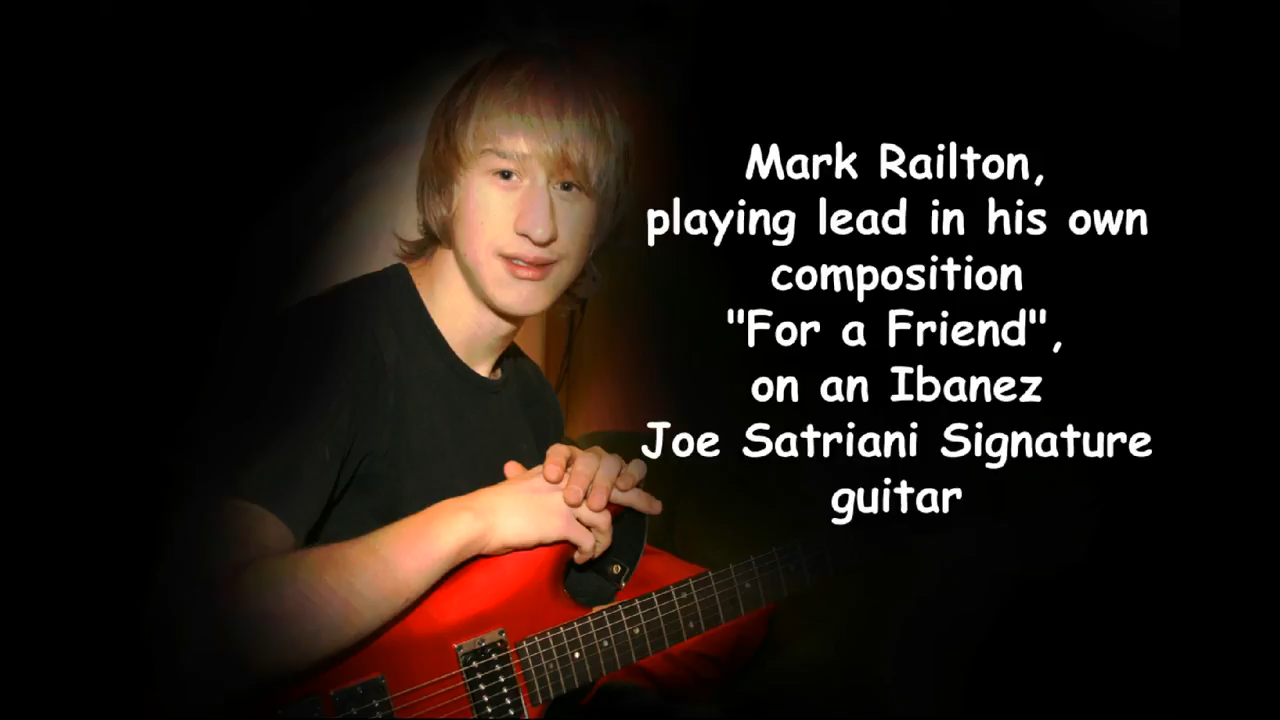 Mark Railton,
playing lead in his own
composition
"For a Friend",
on an Ibanez
Joe Satriani Signature
guitar